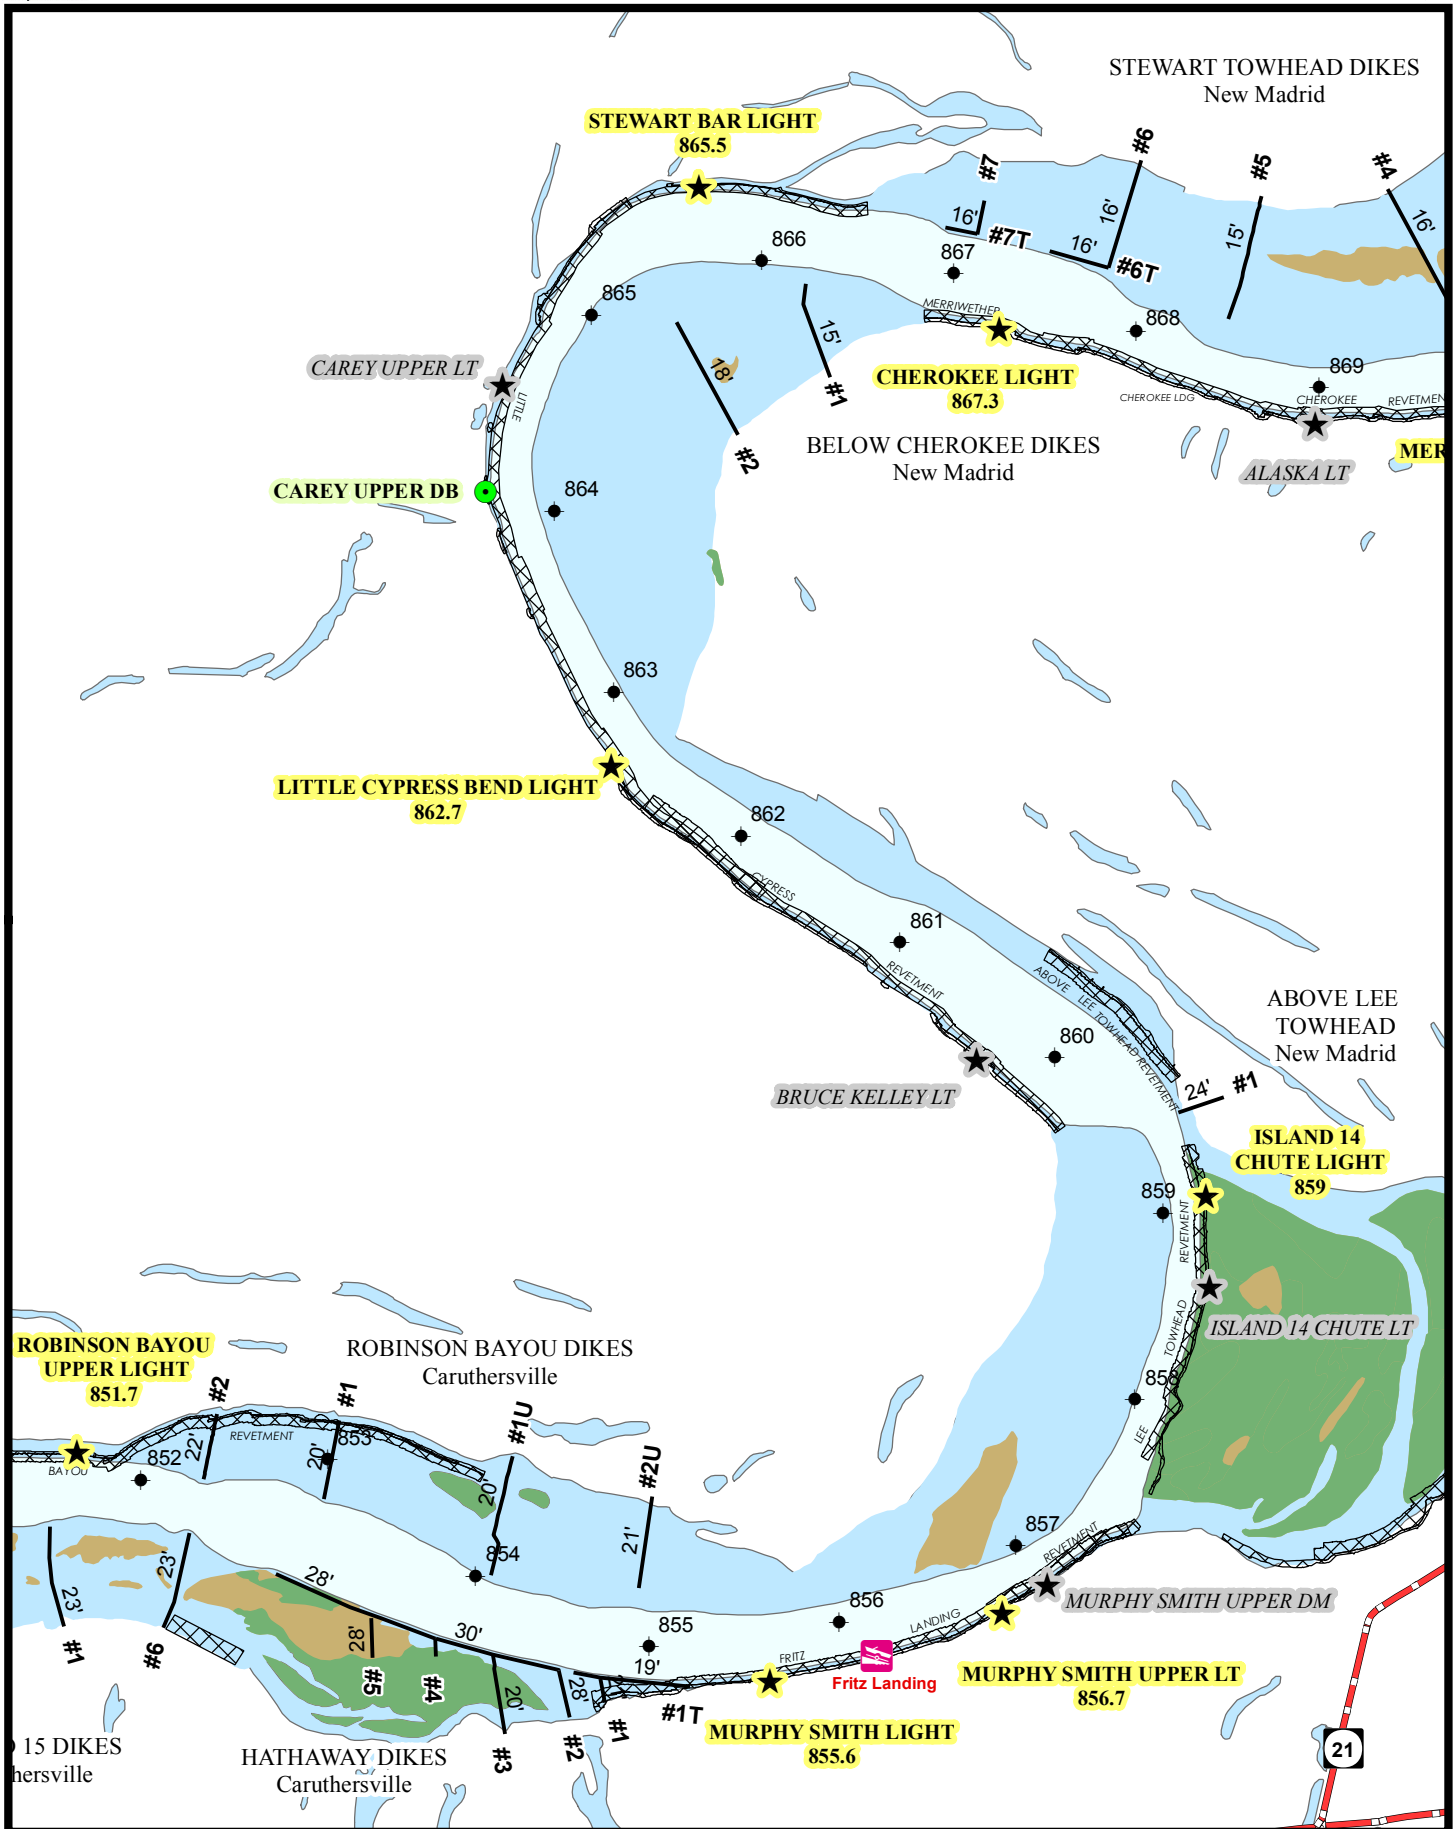 STEWART TOWHEAD DIKES
New Madrid
STEWART BAR LIGHT
865.5
#7
#6
#5
#4
16'
16'
16'
15'
16'
#7T
#6T
866
867
868
869
865
MERRIWETHER
15'
18'
#1
#2
CHEROKEE LIGHT
867.3
CHEROKEE LDG
CHEROKEE
REVETMEN
CAREY UPPER LT
LITTLE
BELOW CHEROKEE DIKES
New Madrid
ALASKA LT
MER
CAREY UPPER DB
864
863
LITTLE CYPRESS BEND LIGHT
862.7
862
CYPRESS
861
REVETMENT
ABOVE LEE TOWHEAD REVETMENT
860
ABOVE LEE
TOWHEAD
New Madrid
BRUCE KELLEY LT
24'
#1
ISLAND 14
CHUTE LIGHT
859
859
REVETMENT
TOWHEAD
LEE
ISLAND 14 CHUTE LT
858
ROBINSON BAYOU
UPPER LIGHT
851.7
ROBINSON BAYOU DIKES
Caruthersville
#2
#1
#1U
#2U
REVETMENT
BAYOU
22'
20'
20'
21'
852
853
854
857
REVETMENT
856
855
LANDING
FRITZ
MURPHY SMITH UPPER DM
23'
23'
#1
#6
28'
28'
30'
19'
20'
28'
#5
#4
#3
#2
#1
#1T
Fritz Landing
MURPHY SMITH UPPER LT
856.7
MURPHY SMITH LIGHT
855.6
15 DIKES
hersville
HATHAWAY DIKES
Caruthersville
21